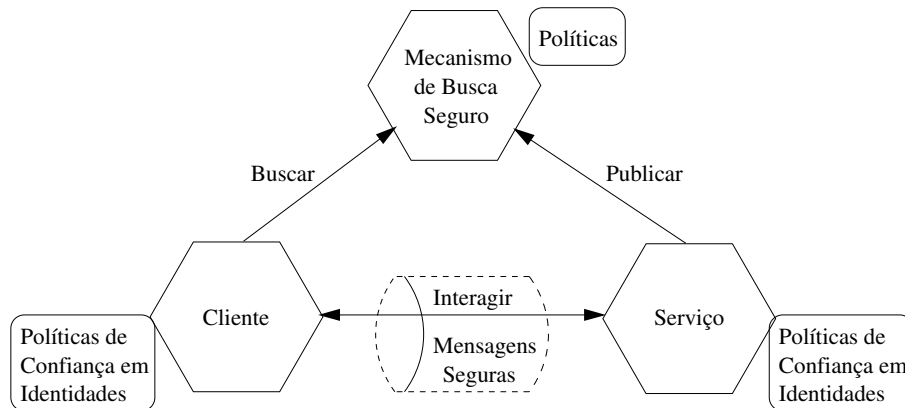 Políticas
Mecanismo
de Busca
Seguro
Buscar
Publicar
Cliente
Interagir
Mensagens
Seguras
Serviço
Políticas de
Confiança em
Identidades
Políticas de
Confiança em
Identidades